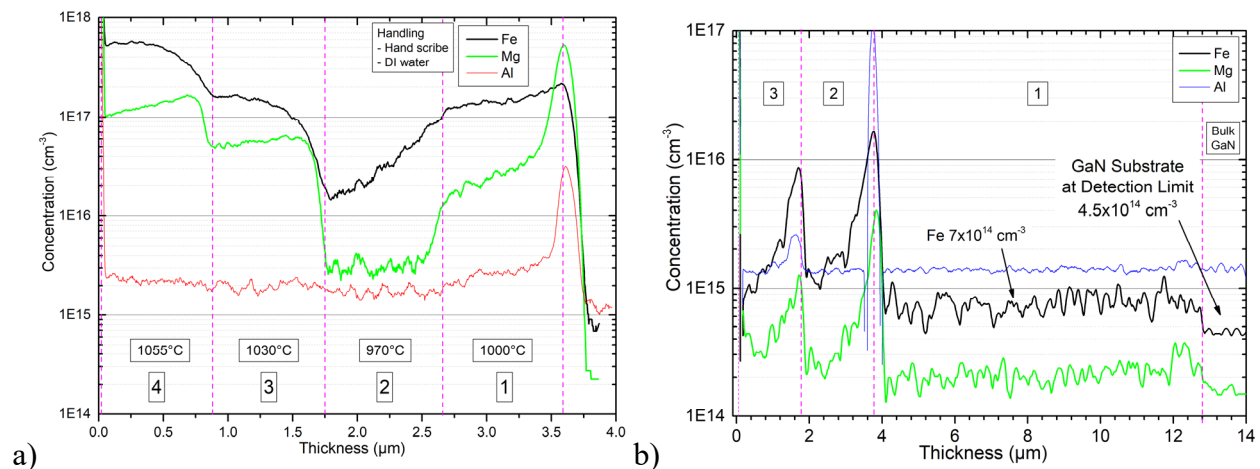 1E18
1E17
1E16
1E15
1E14
Concentration (cm⁻³)
Handling
- Hand scribe
- DI water
Fe
Mg
Al
1055°C
1030°C
970°C
1000°C
4
3
2
1
0.0 0.5 1.0 1.5 2.0 2.5 3.0 3.5 4.0
Thickness (µm)
a)
1E17
1E16
1E15
1E14
Concentration (cm⁻³)
3
2
1
Fe
Mg
Al
Bulk
GaN
GaN Substrate
at Detection Limit
4.5x10¹⁴ cm⁻³
Fe 7x10¹⁴ cm⁻³
0 2 4 6 8 10 12 14
Thickness (µm)
b)